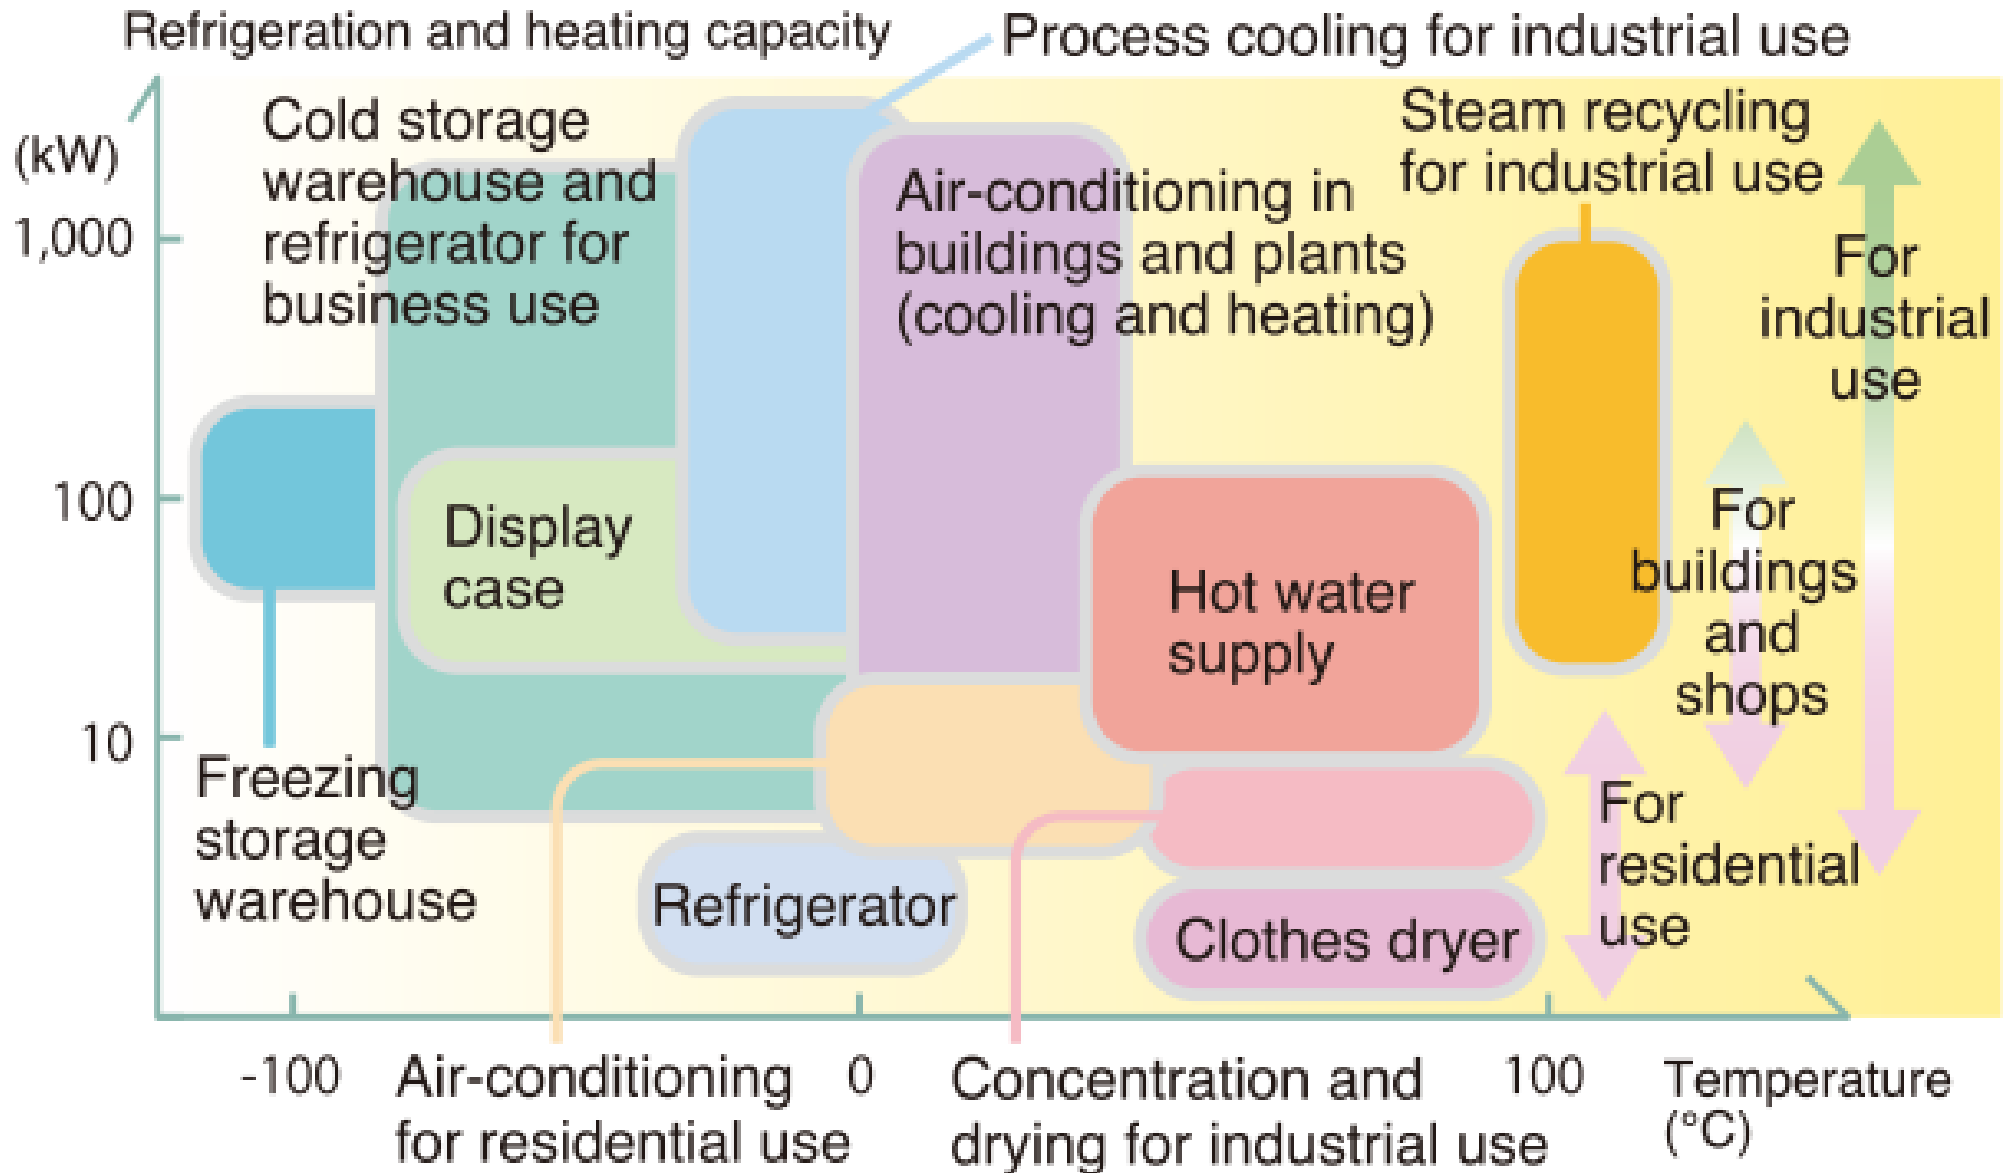 Refrigeration and heating capacity
Process cooling for industrial use
(kW)
1,000
100
10
Cold storage
warehouse and
refrigerator for
business use
Air-conditioning in
buildings and plants
(cooling and heating)
Steam recycling
for industrial use
For
industrial
use
Display
case
Hot water
supply
For
buildings
and
shops
Freezing
storage
warehouse
Refrigerator
Clothes dryer
For
residential
use
-100
0
100
Temperature
(°C)
Air-conditioning
for residential use
Concentration and
drying for industrial use